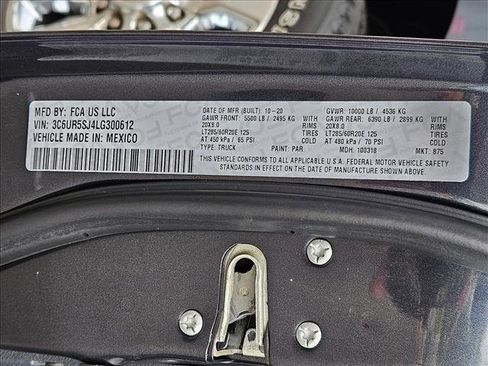 MFD BY: FCA US LLC
VIN: 3C6UR5SJ4LG300612
VEHICLE MADE IN: MEXICO
DATE OF MFR (BUILT): 10-20
GVWR: 10000 LB / 4536 KG
GAWR FRONT: 5500 LB / 2495 KG
GAWR REAR: 6390 LB / 2899 KG
20X8.0 RIMS
20X8.0 RIMS
LT285/60R20E 125
LT285/60R20E 125
AT 450 kPa / 65 PSI COLD
AT 480 kPa / 70 PSI COLD
TYPE: TRUCK PAINT: PAR MDH: 100318 MKT: 875
THIS VEHICLE CONFORMS TO ALL APPLICABLE U.S.A. FEDERAL MOTOR VEHICLE SAFETY
STANDARDS IN EFFECT ON THE DATE OF MANUFACTURE SHOWN ABOVE.